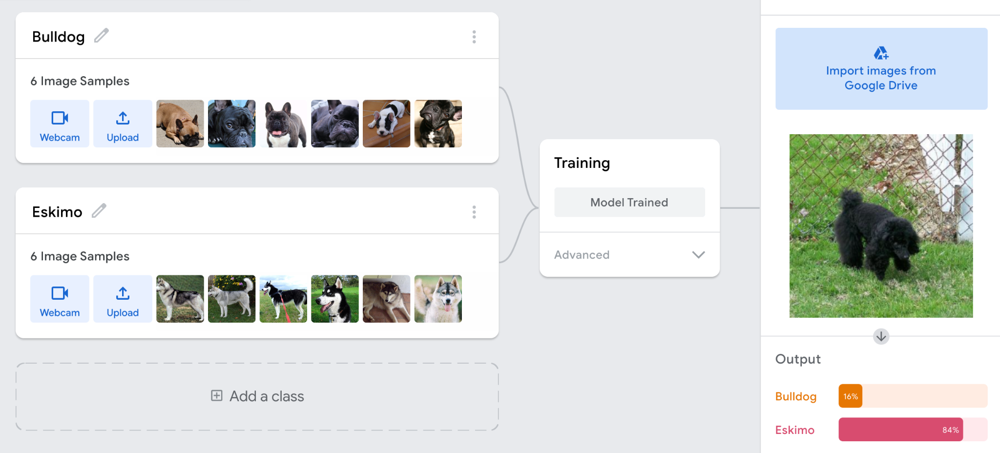 Bulldog
6 Image Samples
Webcam
Upload
Eskimo
6 Image Samples
Webcam
Upload
Add a class
Training
Model Trained
Advanced
Import images from
Google Drive
Output
Bulldog
16%
Eskimo
84%